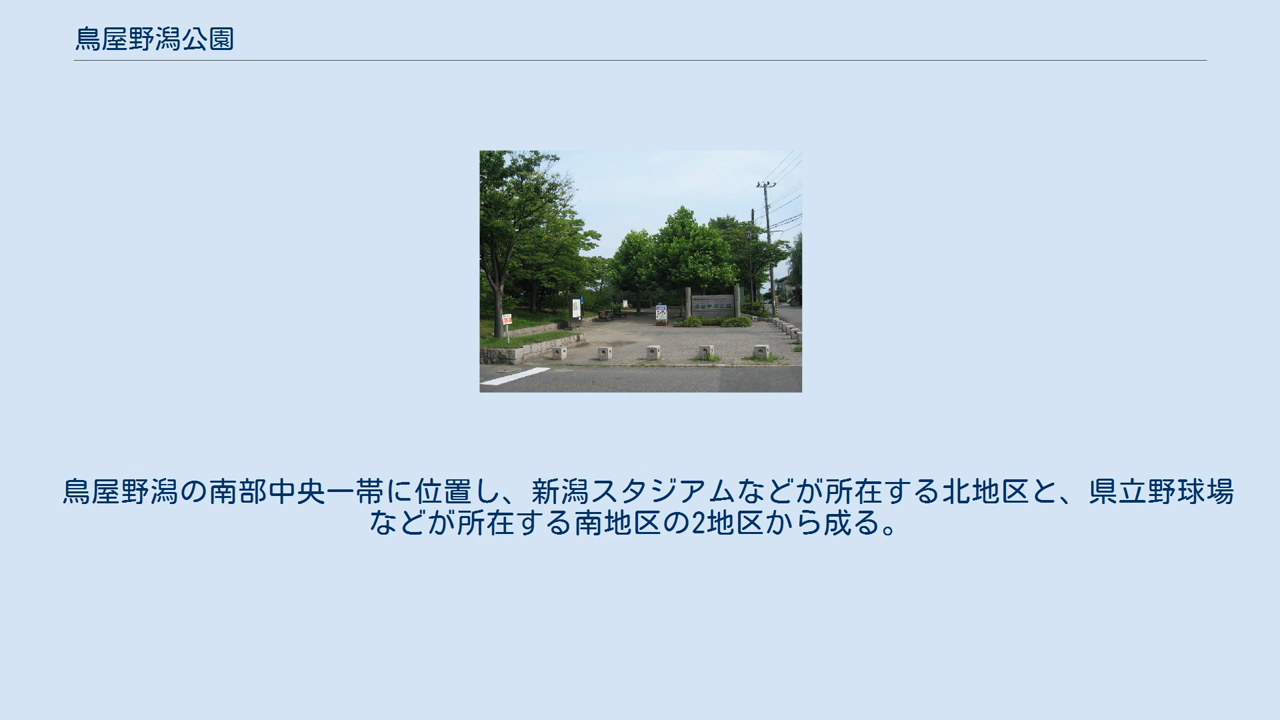 鳥屋野潟公園
鳥屋野潟の南部中央一帯に位置し、新潟スタジアムなどが所在する北地区と、県立野球場
などが所在する南地区の2地区から成る。